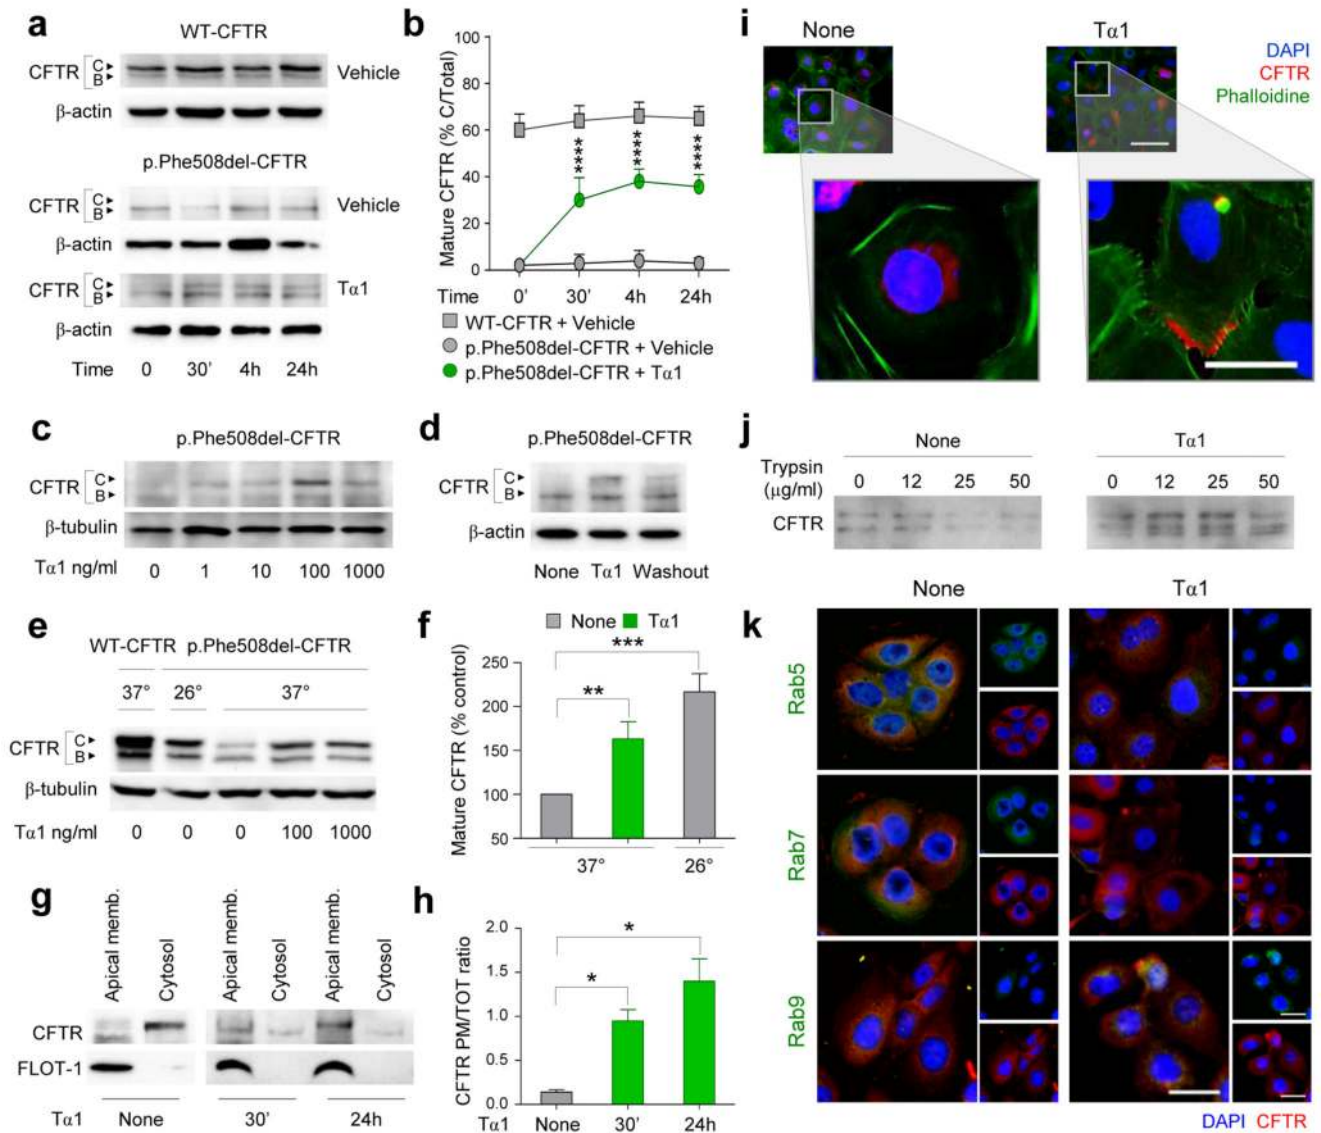 a
WT-CFTR
CFTR C► B► Vehicle
β-actin
p.Phe508del-CFTR
CFTR C► B► Vehicle
β-actin
CFTR C► B► Tα1
β-actin
Time 0 30' 4h 24h
b
Mature CFTR (% C/Total)
100
80
60
40
20
0
**** **** ****
Time 0' 30' 4h 24h
WT-CFTR + Vehicle
p.Phe508del-CFTR + Vehicle
p.Phe508del-CFTR + Tα1
i
None Tα1
DAPI
CFTR
Phalloidine
c
p.Phe508del-CFTR
CFTR C► B►
β-tubulin
Tα1 ng/ml 0 1 10 100 1000
d
p.Phe508del-CFTR
CFTR C► B►
β-actin
None Tα1 Washout
j
None Tα1
Trypsin
(μg/ml)
0 12 25 50 0 12 25 50
CFTR
e
WT-CFTR p.Phe508del-CFTR
37° 26° 37°
CFTR C► B►
β-tubulin
Tα1 ng/ml 0 0 0 100 1000
f
None Tα1
Mature CFTR (% control)
250
200
150
100
50
** ***
37° 26°
g
Apical memb. Cytosol Apical memb. Cytosol Apical memb. Cytosol
CFTR
FLOT-1
Tα1 None 30' 24h
h
CFTR PM/TOT ratio
2.0
1.5
1.0
0.5
0.0
* *
Tα1 None 30' 24h
k
None Tα1
Rab5
Rab7
Rab9
DAPI CFTR